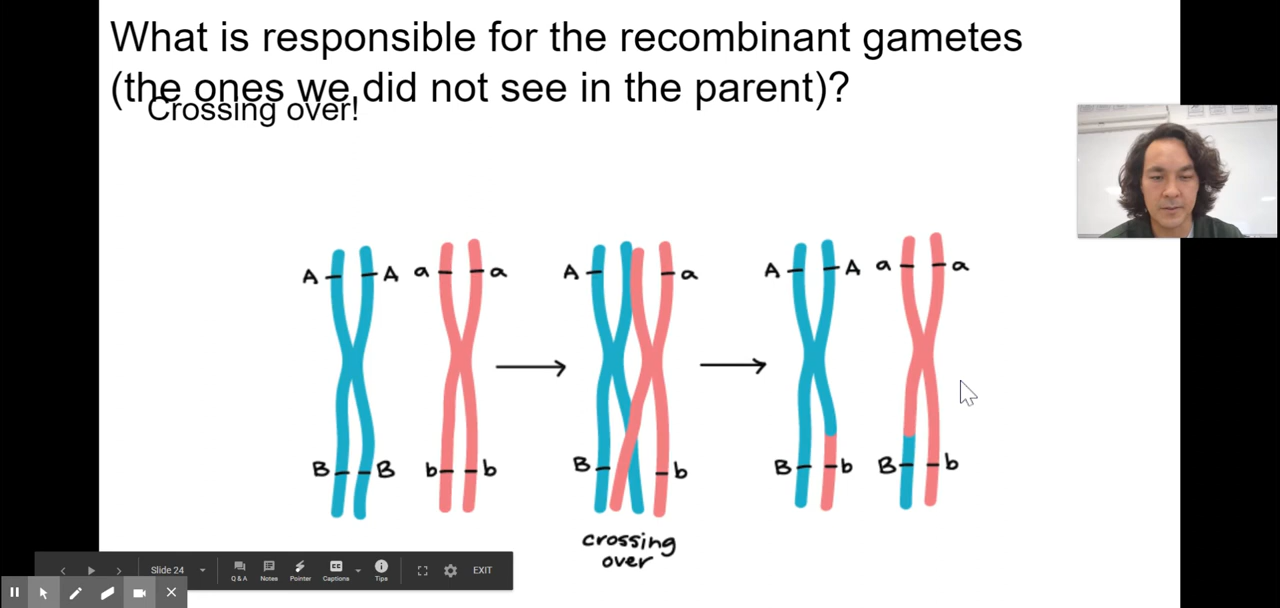 What is responsible for the recombinant gametes
(the ones we did not see in the parent)?
Crossing over!
A A a a A a A A a a
B B b b B b B b B b
crossing
over
Slide 24
Q & A Notes Pointer Captions Tips EXIT